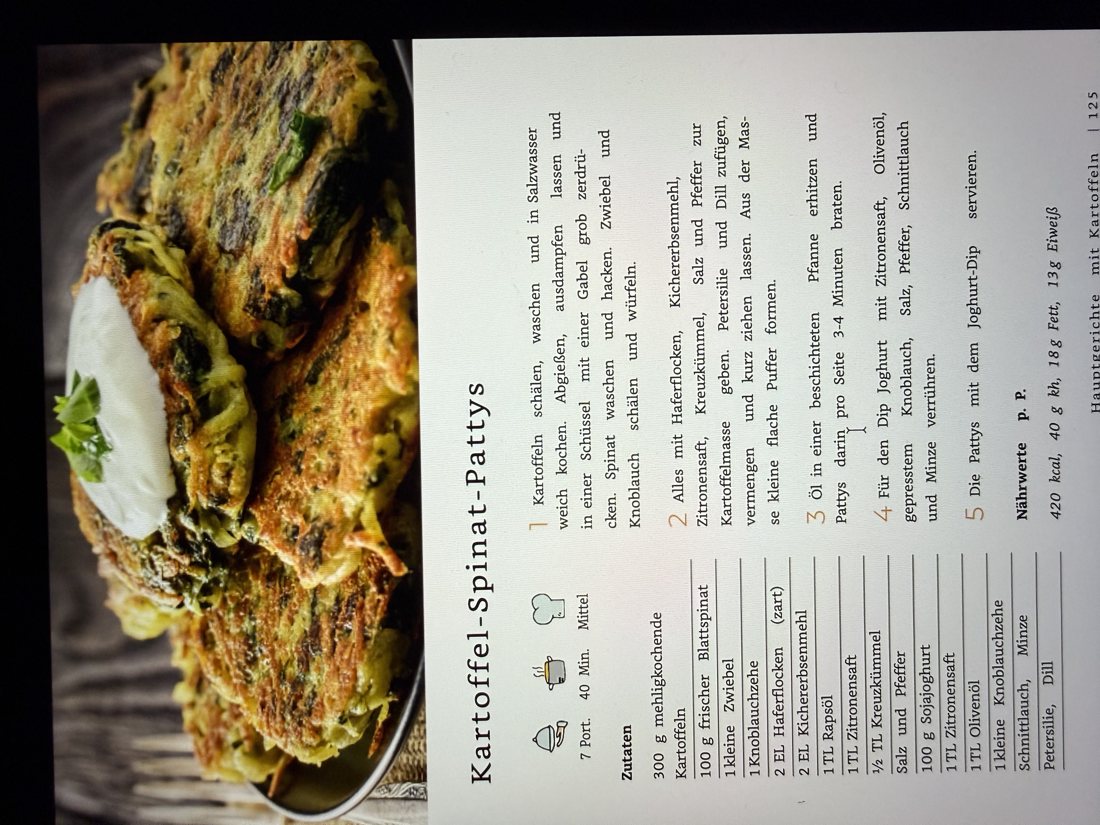 Kartoffel-Spinat-Pattys
7 Port. 40 Min. Mittel
Zutaten
300 g mehligkochende
Kartoffeln
100 g frischer Blattspinat
1 kleine Zwiebel
1 Knoblauchzehe
2 EL Haferflocken (zart)
2 EL Kichererbsenmehl
1 TL Rapsöl
1 TL Zitronensaft
½ TL Kreuzkümmel
Salz und Pfeffer
100 g Sojajoghurt
1 TL Zitronensaft
1 TL Olivenöl
1 kleine Knoblauchzehe
Schnittlauch, Minze
Petersilie, Dill
1 Kartoffeln schälen, waschen und in Salzwasser
weich kochen. Abgießen, ausdampfen lassen und
in einer Schüssel mit einer Gabel grob zerdrü-
cken. Spinat waschen und hacken. Zwiebel und
Knoblauch schälen und würfeln.
2 Alles mit Haferflocken, Kichererbsenmehl,
Zitronensaft, Kreuzkümmel, Salz und Pfeffer zur
Kartoffelmasse geben. Petersilie und Dill zufügen,
vermengen und kurz ziehen lassen. Aus der Mas-
se kleine flache Puffer formen.
3 Öl in einer beschichteten Pfanne erhitzen und
Pattys darin pro Seite 3-4 Minuten braten.
4 Für den Dip Joghurt mit Zitronensaft, Olivenöl,
gepresstem Knoblauch, Salz, Pfeffer, Schnittlauch
und Minze verrühren.
5 Die Pattys mit dem Joghurt-Dip servieren.
Nährwerte p. P.
420 kcal, 40 g kh, 18 g Fett, 13 g Eiweiß
Hauptgerichte mit Kartoffeln | 125